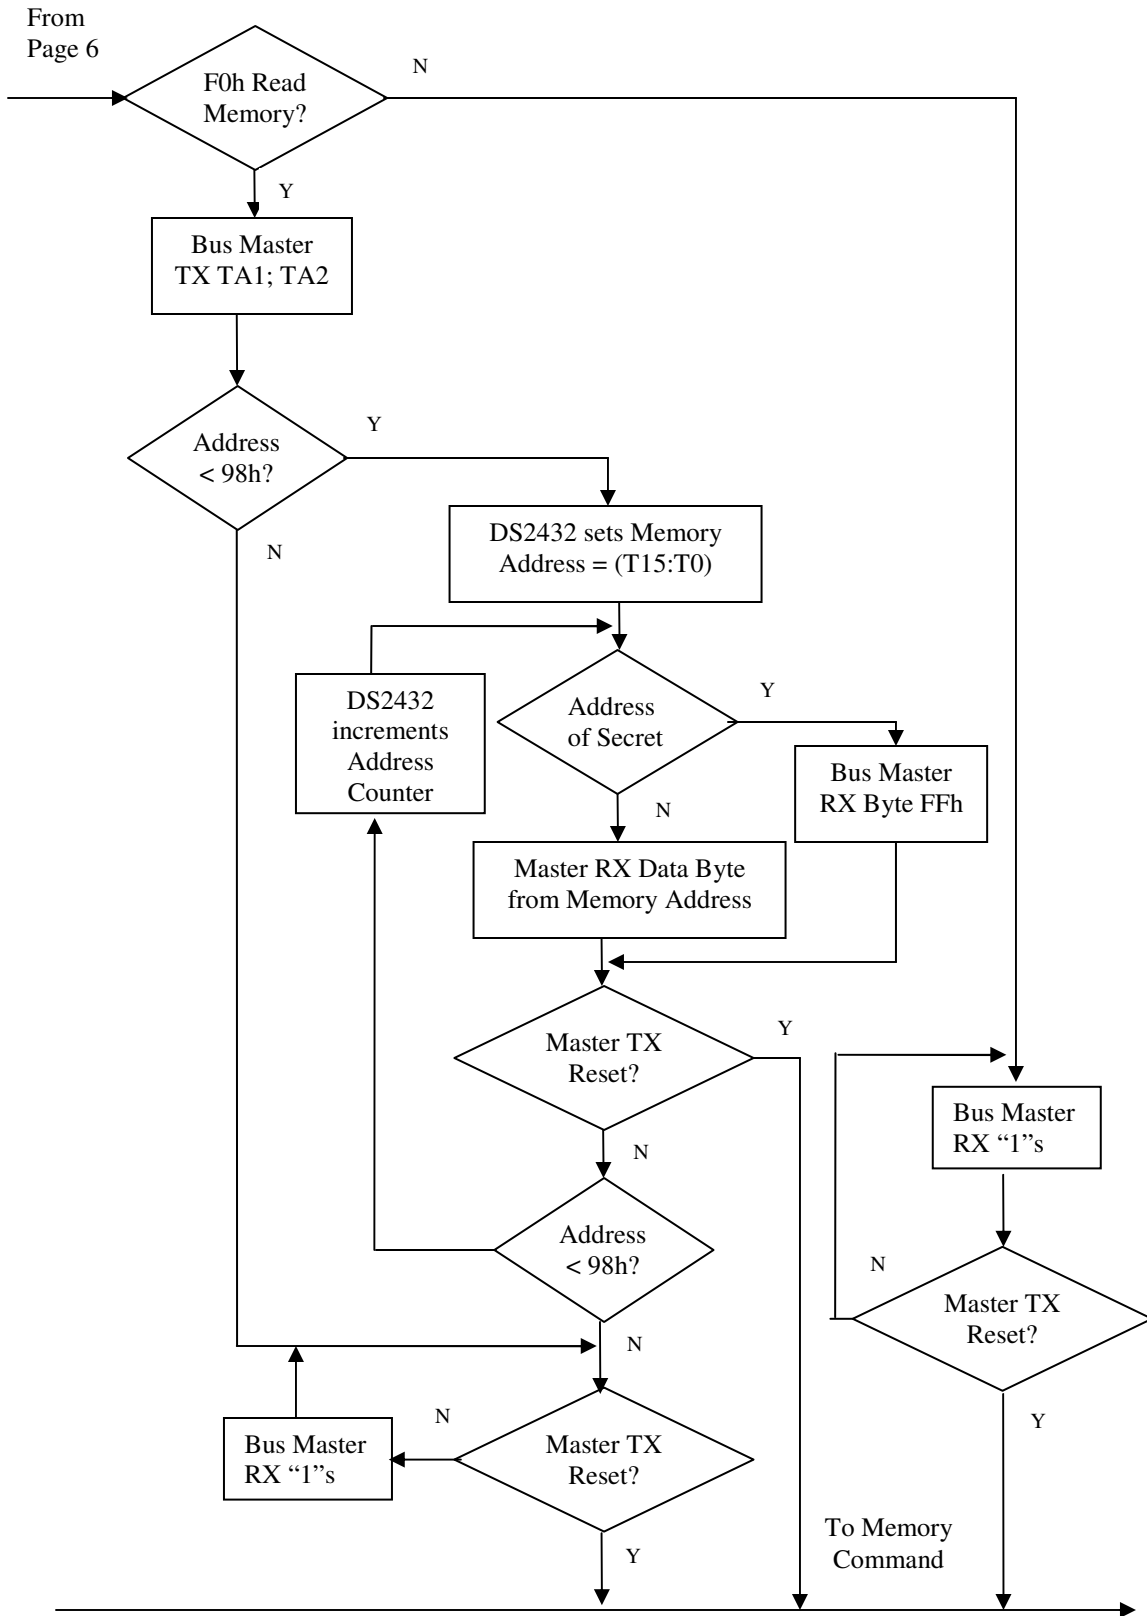 From
Page 6
F0h Read
Memory?
N
Y
Bus Master
TX TA1; TA2
Address
< 98h?
Y
N
DS2432 sets Memory
Address = (T15:T0)
DS2432
increments
Address
Counter
Address
of Secret
Y
N
Bus Master
RX Byte FFh
Master RX Data Byte
from Memory Address
Master TX
Reset?
Y
N
Address
< 98h?
N
Bus Master
RX “1”s
Master TX
Reset?
N
Y
Master TX
Reset?
N
Y
Bus Master
RX “1”s
To Memory
Command